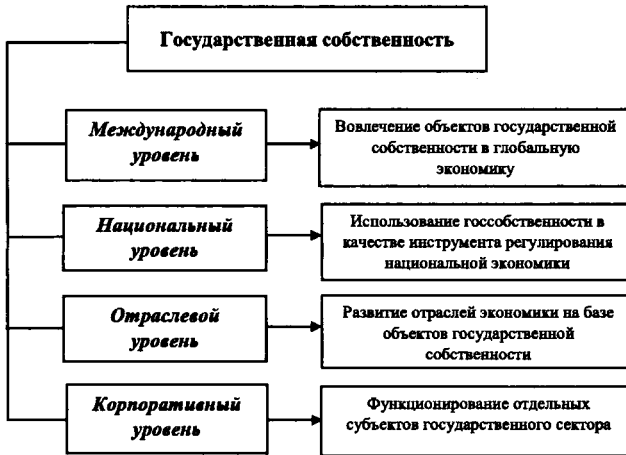 Государственная собственность
Международный
уровень
Вовлечение объектов государственной
собственности в глобальную
экономику
Национальный
уровень
Использование госсобственности в
качестве инструмента регулирования
национальной экономики
Отраслевой
уровень
Развитие отраслей экономики на базе
объектов государственной
собственности
Корпоративный
уровень
Функционирование отдельных
субъектов государственного сектора